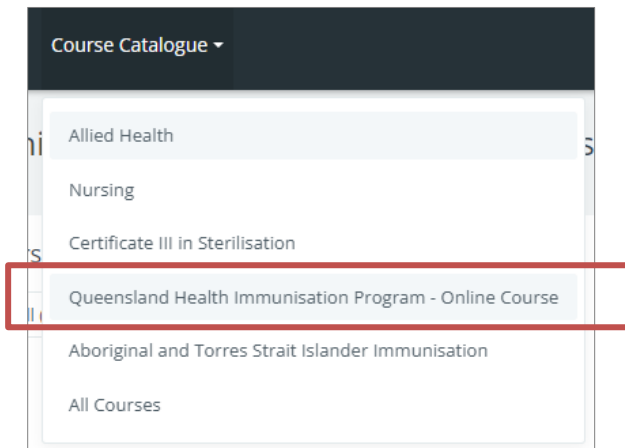 Course Catalogue
Allied Health
Nursing
Certificate III in Sterilisation
Queensland Health Immunisation Program - Online Course
Aboriginal and Torres Strait Islander Immunisation
All Courses